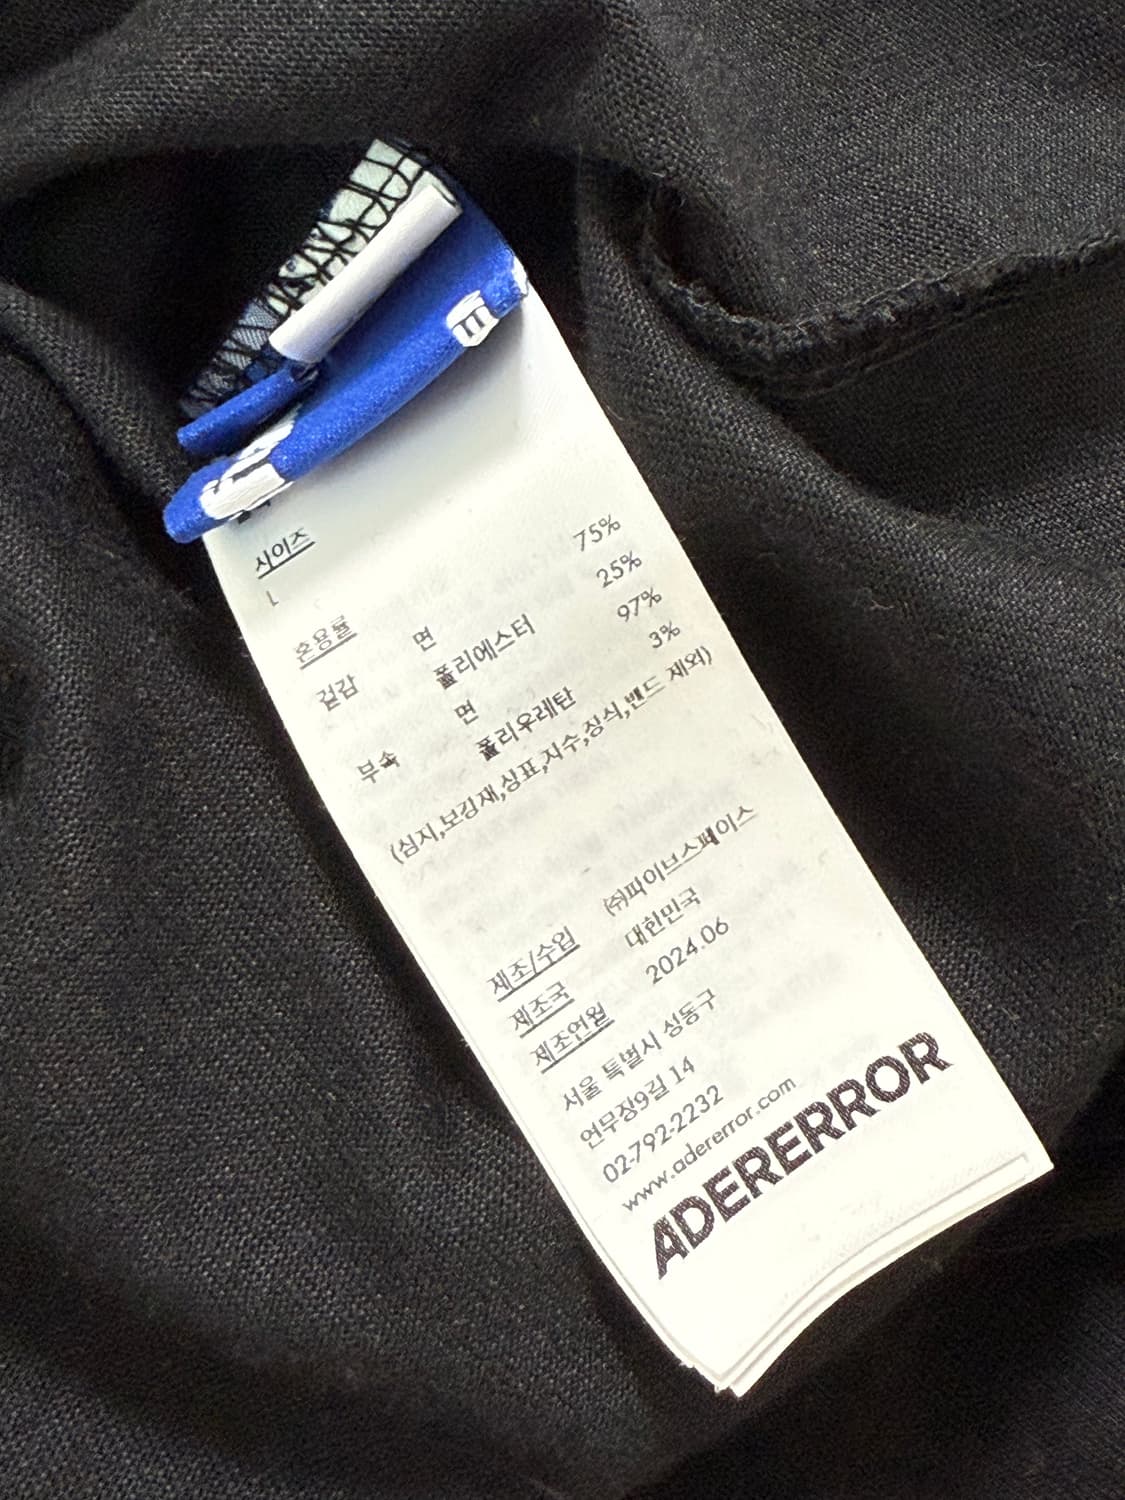 사이즈
L
혼용률
겉감 면 75%
폴리에스터 25%
부속 면 97%
폴리우레탄 3%
(심지,보강재,심표,자수,장식,밴드 제외)
제조/수입 ㈜파이브스페이스
제조국 대한민국
제조연월 2024.06
서울 특별시 성동구
연무장9길 14
02-792-2232
www.adererror.com
ADERERROR